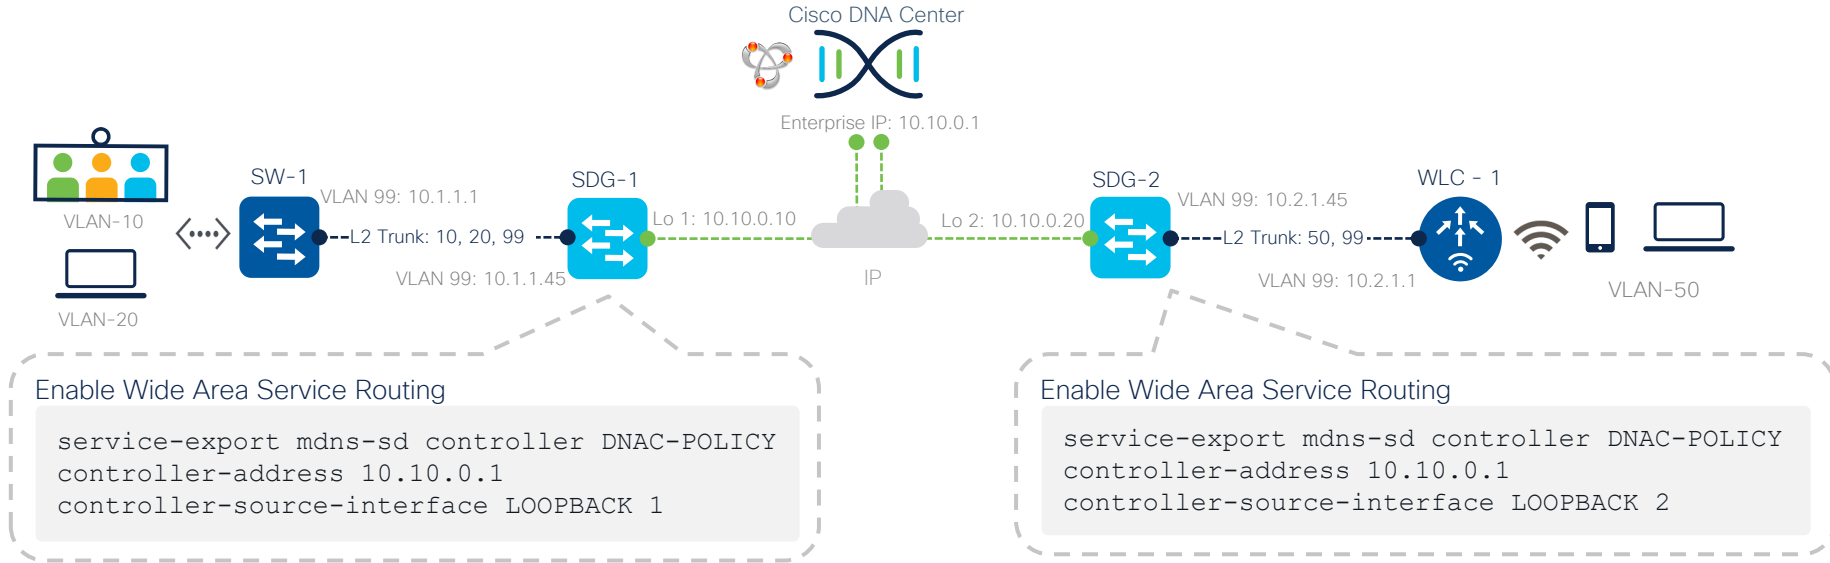 Cisco DNA Center
Enterprise IP: 10.10.0.1
SW-1
SDG-1
SDG-2
WLC - 1
VLAN 99: 10.1.1.1
VLAN 99: 10.2.1.45
VLAN-10
Lo 1: 10.10.0.10
Lo 2: 10.10.0.20
L2 Trunk: 10, 20, 99
L2 Trunk: 50, 99
VLAN 99: 10.1.1.45
IP
VLAN 99: 10.2.1.1
VLAN-50
VLAN-20
Enable Wide Area Service Routing
service-export mdns-sd controller DNAC-POLICY
controller-address 10.10.0.1
controller-source-interface LOOPBACK 1
Enable Wide Area Service Routing
service-export mdns-sd controller DNAC-POLICY
controller-address 10.10.0.1
controller-source-interface LOOPBACK 2